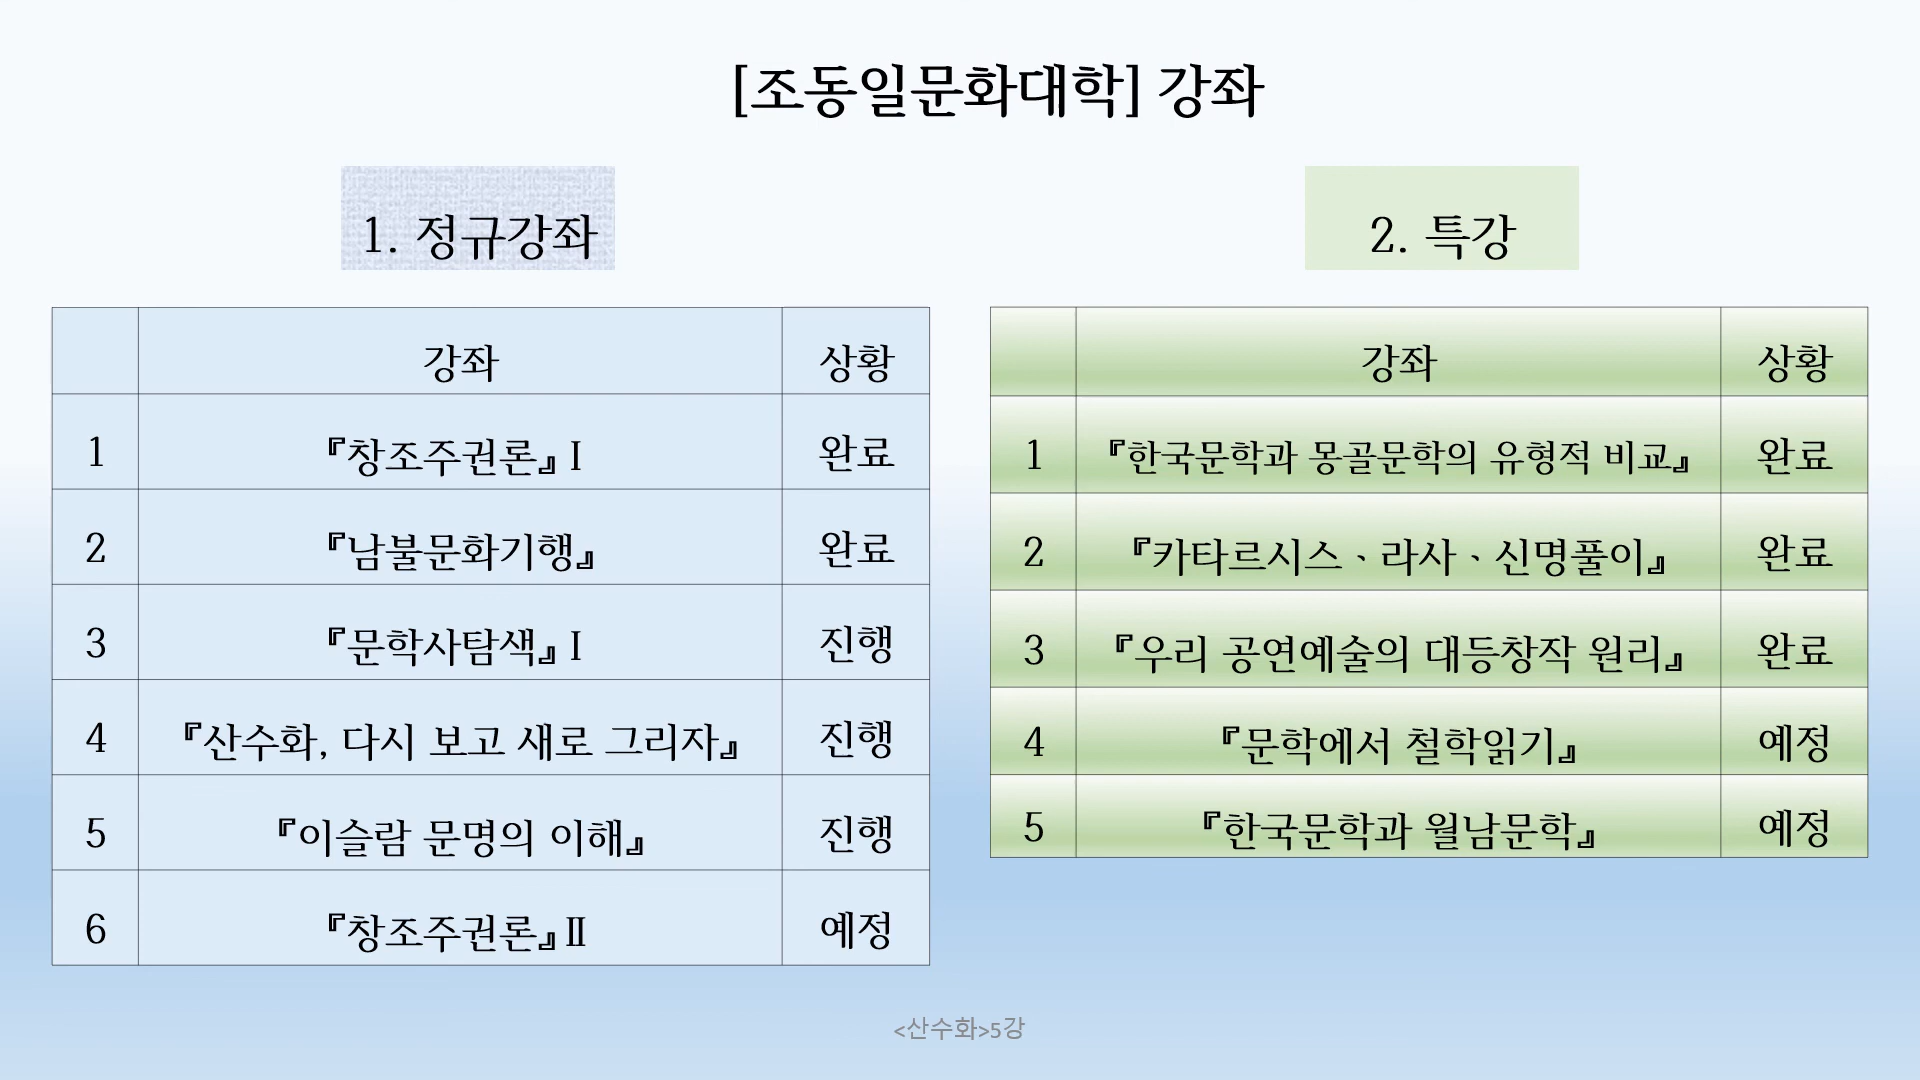 [조동일문화대학] 강좌
1. 정규강좌
강좌 상황
1 『창조주권론』Ⅰ 완료
2 『남불문화기행』 완료
3 『문학사탐색』Ⅰ 진행
4 『산수화, 다시 보고 새로 그리자』 진행
5 『이슬람 문명의 이해』 진행
6 『창조주권론』Ⅱ 예정
2. 특강
강좌 상황
1 『한국문학과 몽골문학의 유형적 비교』 완료
2 『카타르시스、라사、신명풀이』 완료
3 『우리 공연예술의 대등창작 원리』 완료
4 『문학에서 철학읽기』 예정
5 『한국문학과 월남문학』 예정
<산수화>5강